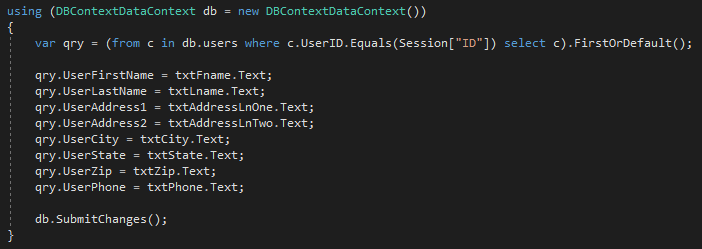 using (DBContextDataContext db = new DBContextDataContext())
{
var qry = (from c in db.users where c.UserID.Equals(Session["ID"]) select c).FirstOrDefault();
qry.UserFirstName = txtFname.Text;
qry.UserLastName = txtLname.Text;
qry.UserAddress1 = txtAddressLnOne.Text;
qry.UserAddress2 = txtAddressLnTwo.Text;
qry.UserCity = txtCity.Text;
qry.UserState = txtState.Text;
qry.UserZip = txtZip.Text;
qry.UserPhone = txtPhone.Text;
db.SubmitChanges();
}